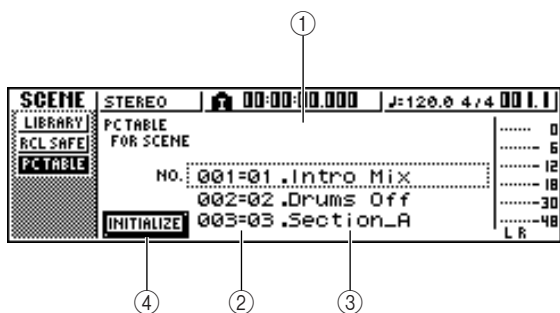 ①
SCENE STEREO 00:00:00.000 ♩=120.0 4/4 001.1
LIBRARY
RCL SAFE
PC TABLE
PC TABLE
FOR SCENE
NO. 001=01.Intro Mix
002=02.Drums Off
003=03.Section_A
INITIALIZE
0
6
12
18
30
48
L R
④ ② ③